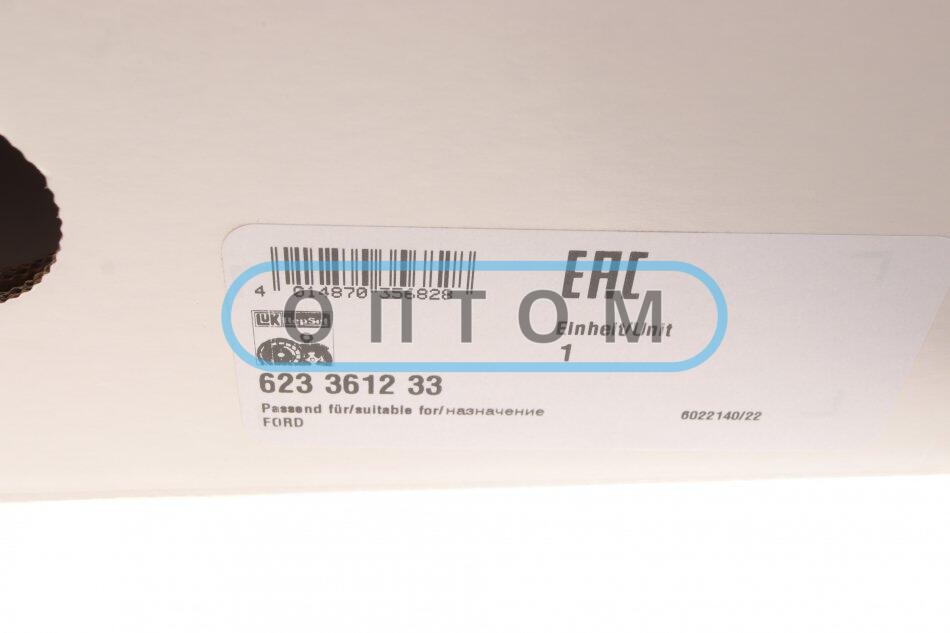 EAC
4 014870 356828
LUK RepSet
ОПТОМ
Einheit/Unit
1
623 3612 33
Passend für/suitable for/назначение
FORD
6022140/22